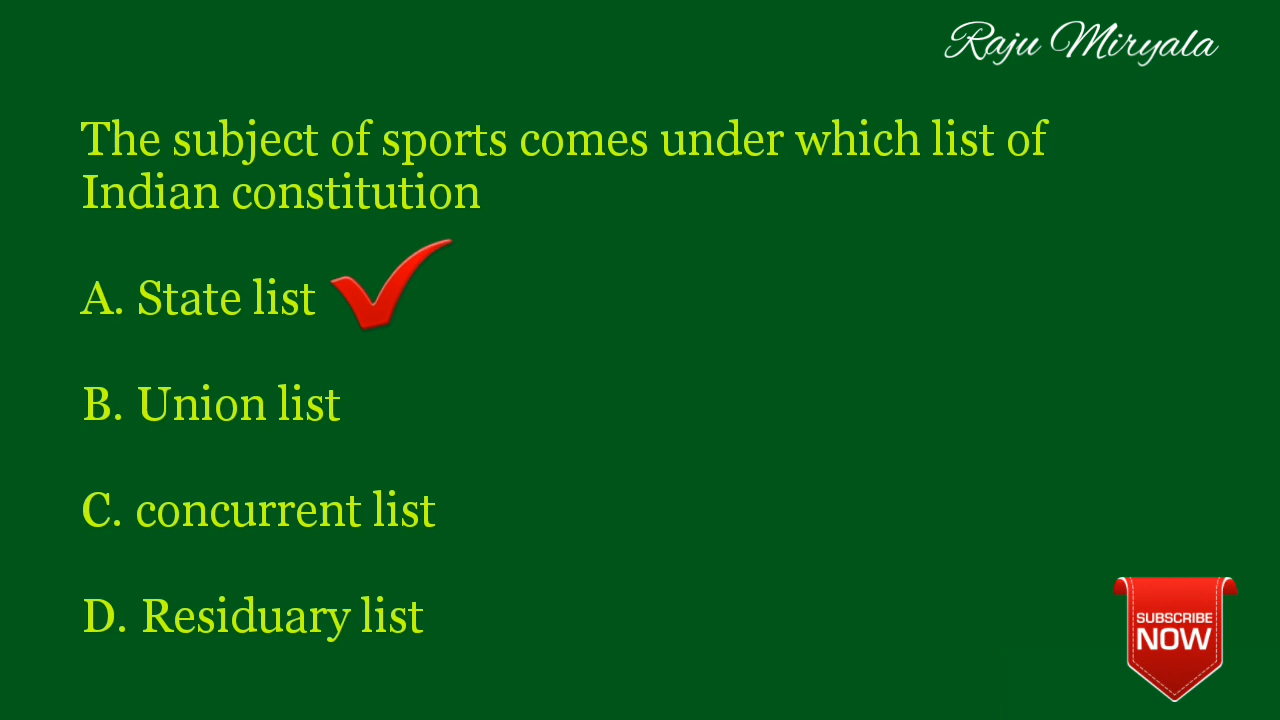 Raju Miryala
The subject of sports comes under which list of
Indian constitution
A. State list
B. Union list
C. concurrent list
D. Residuary list
SUBSCRIBE
NOW